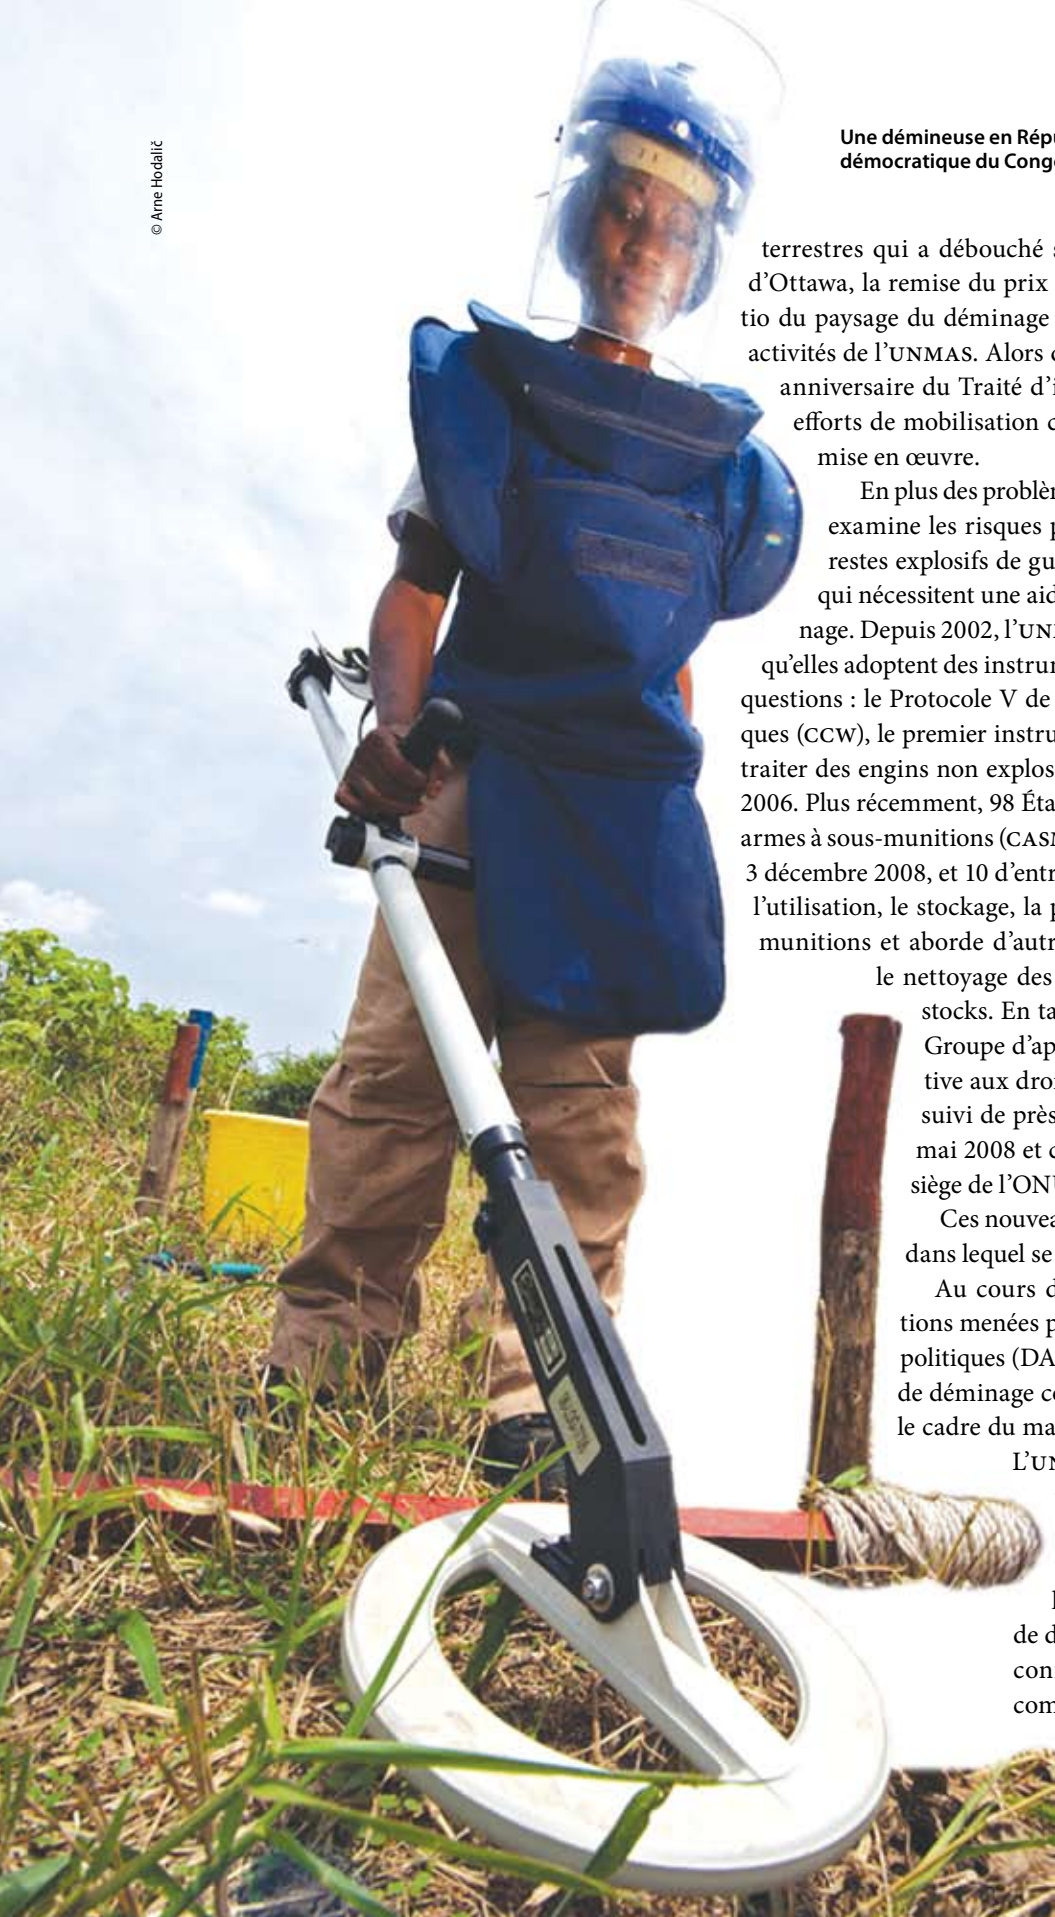 © Arne Hodalič
Une démineuse en Répu
démocratique du Cong
terrestres qui a débouché s
d’Ottawa, la remise du prix
tio du paysage du déminage
activités de l’UNMAS. Alors
anniversaire du Traité d’i
efforts de mobilisation c
mise en œuvre.
En plus des problè
examine les risques p
restes explosifs de gu
qui nécessitent une aid
nage. Depuis 2002, l’UN
qu’elles adoptent des instru
questions : le Protocole V de
ques (CCW), le premier instru
traiter des engins non explos
2006. Plus récemment, 98 Éta
armes à sous-munitions (CASM
3 décembre 2008, et 10 d’entr
l’utilisation, le stockage, la p
munitions et aborde d’autr
le nettoyage des
stocks. En ta
Groupe d’ap
tive aux droi
suivi de près
mai 2008 et c
siège de l’ONU
Ces nouvea
dans lequel se
Au cours d
tions menées p
politiques (DA
de déminage c
le cadre du ma
L’UN
de d
con
com